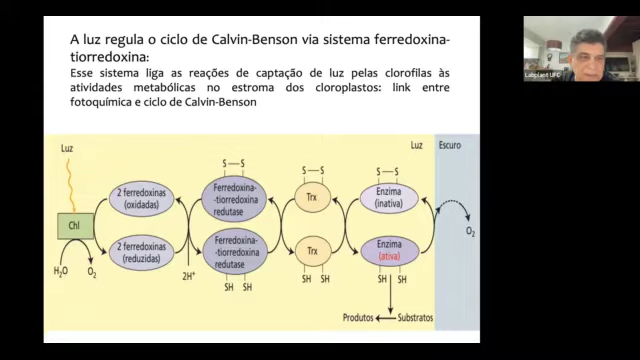 A luz regula o ciclo de Calvin-Benson via sistema ferredoxina-
tiorredoxina:
Esse sistema liga as reações de captação de luz pelas clorofilas às
atividades metabólicas no estroma dos cloroplastos: link entre
fotoquímica e ciclo de Calvin-Benson
Luz
Luz
Escuro
S S
S S
S S
2 ferredoxinas
(oxidadas)
Ferredoxina-
-tiorredoxina
redutase
Trx
Enzima
(inativa)
Chl
O₂
2 ferredoxinas
(reduzidas)
Ferredoxina-
-tiorredoxina
redutase
Trx
Enzima
(ativa)
H₂O
O₂
2H⁺
SH SH
SH SH
SH SH
Produtos
Substratos
Labplant UFC